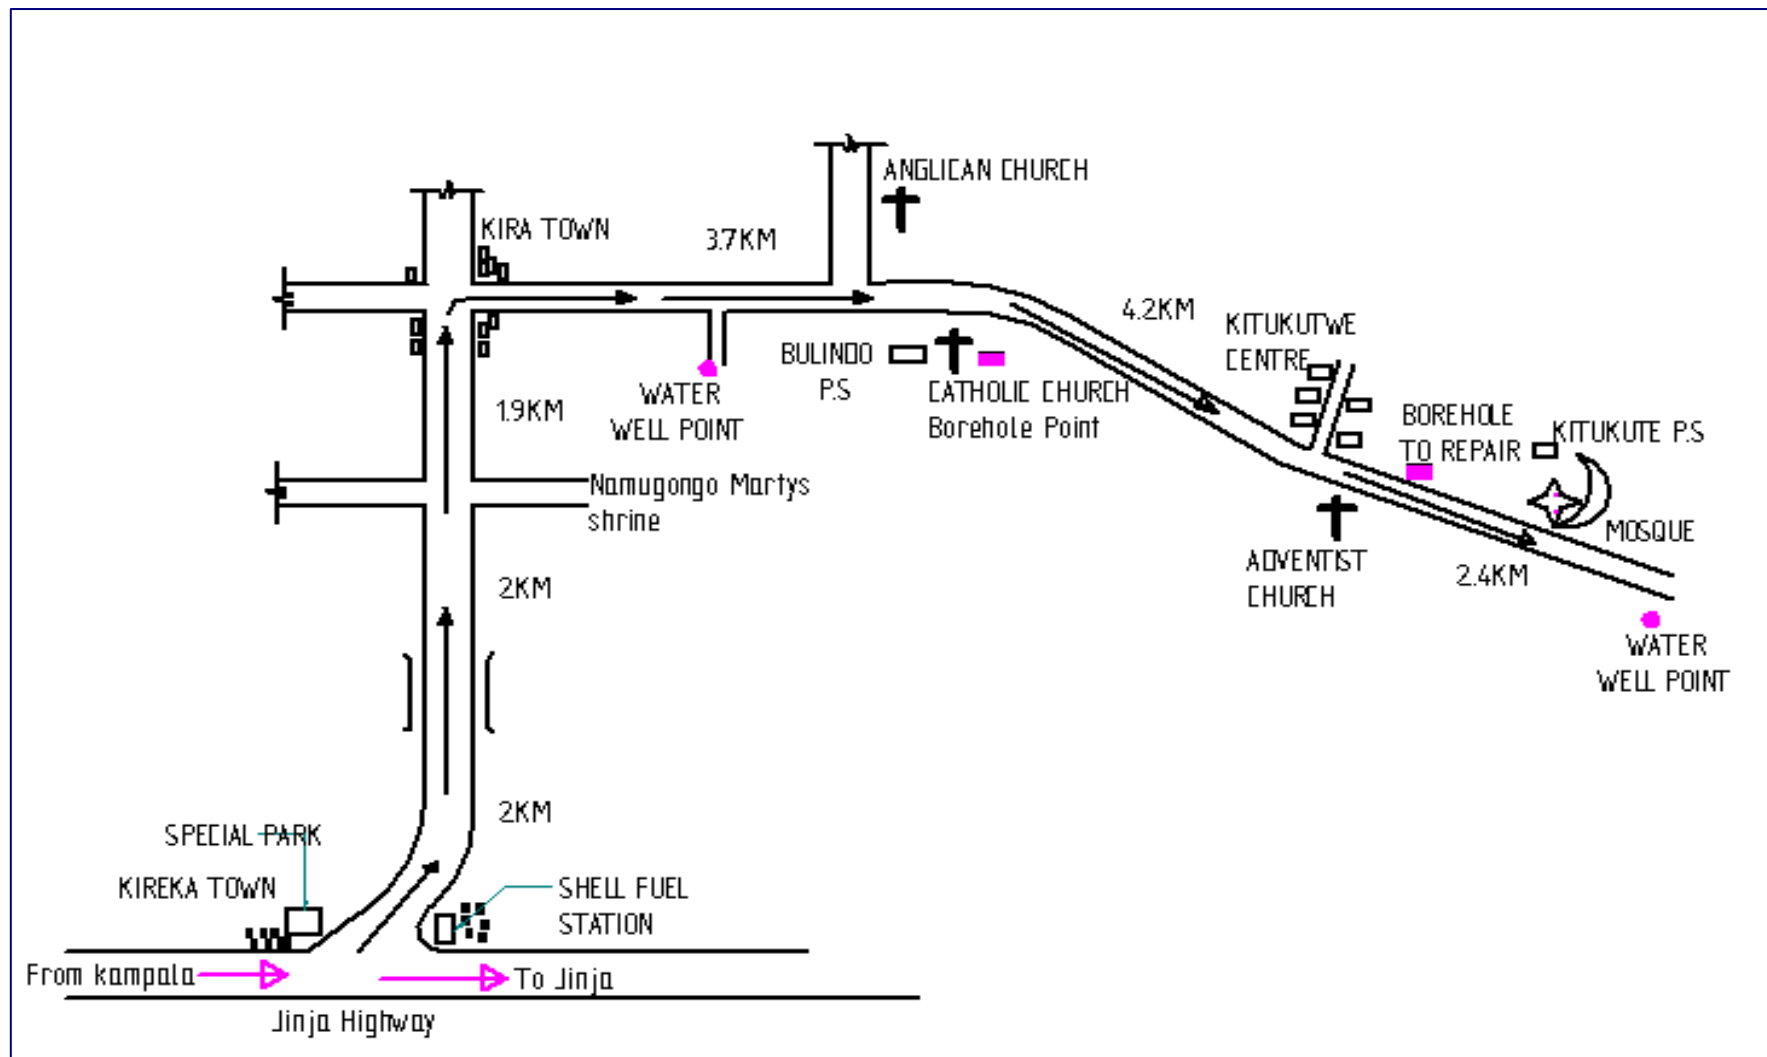 ANGLICAN CHURCH
KIRA TOWN
3.7KM
4.2KM
KITUKUTWE
CENTRE
BULINDO
P.S
WATER
WELL POINT
CATHOLIC CHURCH
Borehole Point
1.9KM
BOREHOLE
TO REPAIR
KITUKUTE P.S
Namugongo Martys
shrine
MOSQUE
ADVENTIST
CHURCH
2.4KM
2KM
WATER
WELL POINT
2KM
SPECIAL PARK
KIREKA TOWN
SHELL FUEL
STATION
From kampala
To Jinja
Jinja Highway